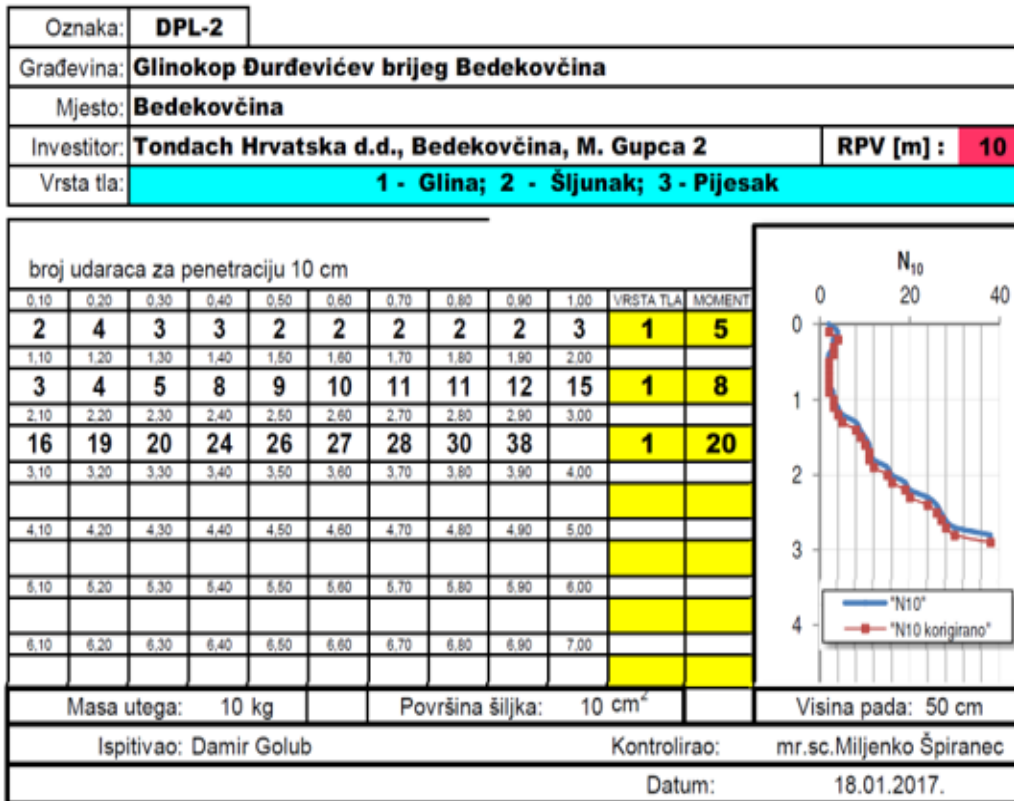 Oznaka: DPL-2
Građevina: Glinokop Đurđevićev brijeg Bedekovčina
Mjesto: Bedekovčina
Investitor: Tondach Hrvatska d.d., Bedekovčina, M. Gupca 2 RPV [m] : 10
Vrsta tla: 1 - Glina; 2 - Šljunak; 3 - Pijesak
broj udaraca za penetraciju 10 cm
0,10 0,20 0,30 0,40 0,50 0,60 0,70 0,80 0,90 1,00 VRSTA TLA MOMENT
2 4 3 3 2 2 2 2 2 3 1 5
1,10 1,20 1,30 1,40 1,50 1,60 1,70 1,80 1,90 2,00
3 4 5 8 9 10 11 11 12 15 1 8
2,10 2,20 2,30 2,40 2,50 2,60 2,70 2,80 2,90 3,00
16 19 20 24 26 27 28 30 38 1 20
3,10 3,20 3,30 3,40 3,50 3,60 3,70 3,80 3,90 4,00
4,10 4,20 4,30 4,40 4,50 4,60 4,70 4,80 4,90 5,00
5,10 5,20 5,30 5,40 5,50 5,60 5,70 5,80 5,90 6,00
6,10 6,20 6,30 6,40 6,50 6,60 6,70 6,80 6,90 7,00
N10
0 20 40
0
1
2
3
4
"N10"
"N10 korigirano"
Masa utega: 10 kg Površina šiljka: 10 cm² Visina pada: 50 cm
Ispitivao: Damir Golub Kontrolirao: mr.sc.Miljenko Špiranec
Datum: 18.01.2017.